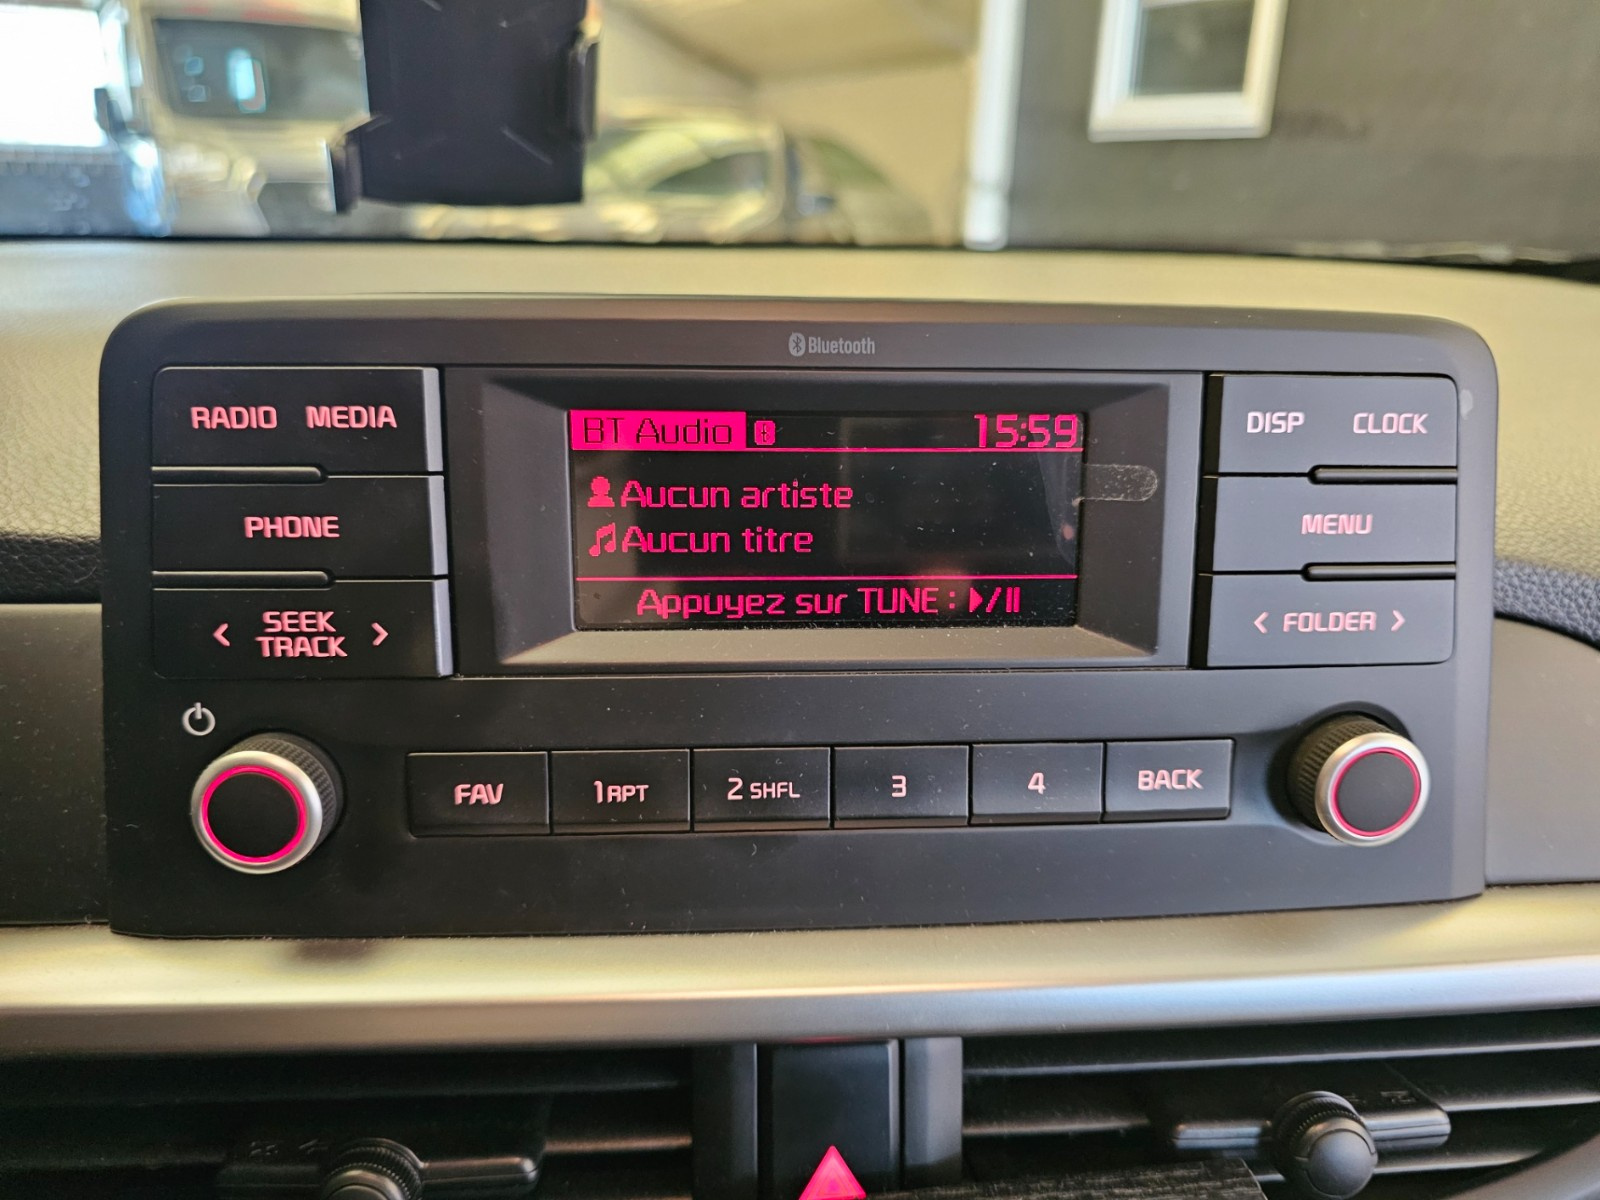 Bluetooth
RADIO MEDIA
BT Audio 15:59
DISP CLOCK
PHONE
Aucun artiste
Aucun titre
MENU
< SEEK TRACK >
Appuyez sur TUNE : ▶/II
< FOLDER >
FAV
1 RPT
2 SHFL
3
4
BACK